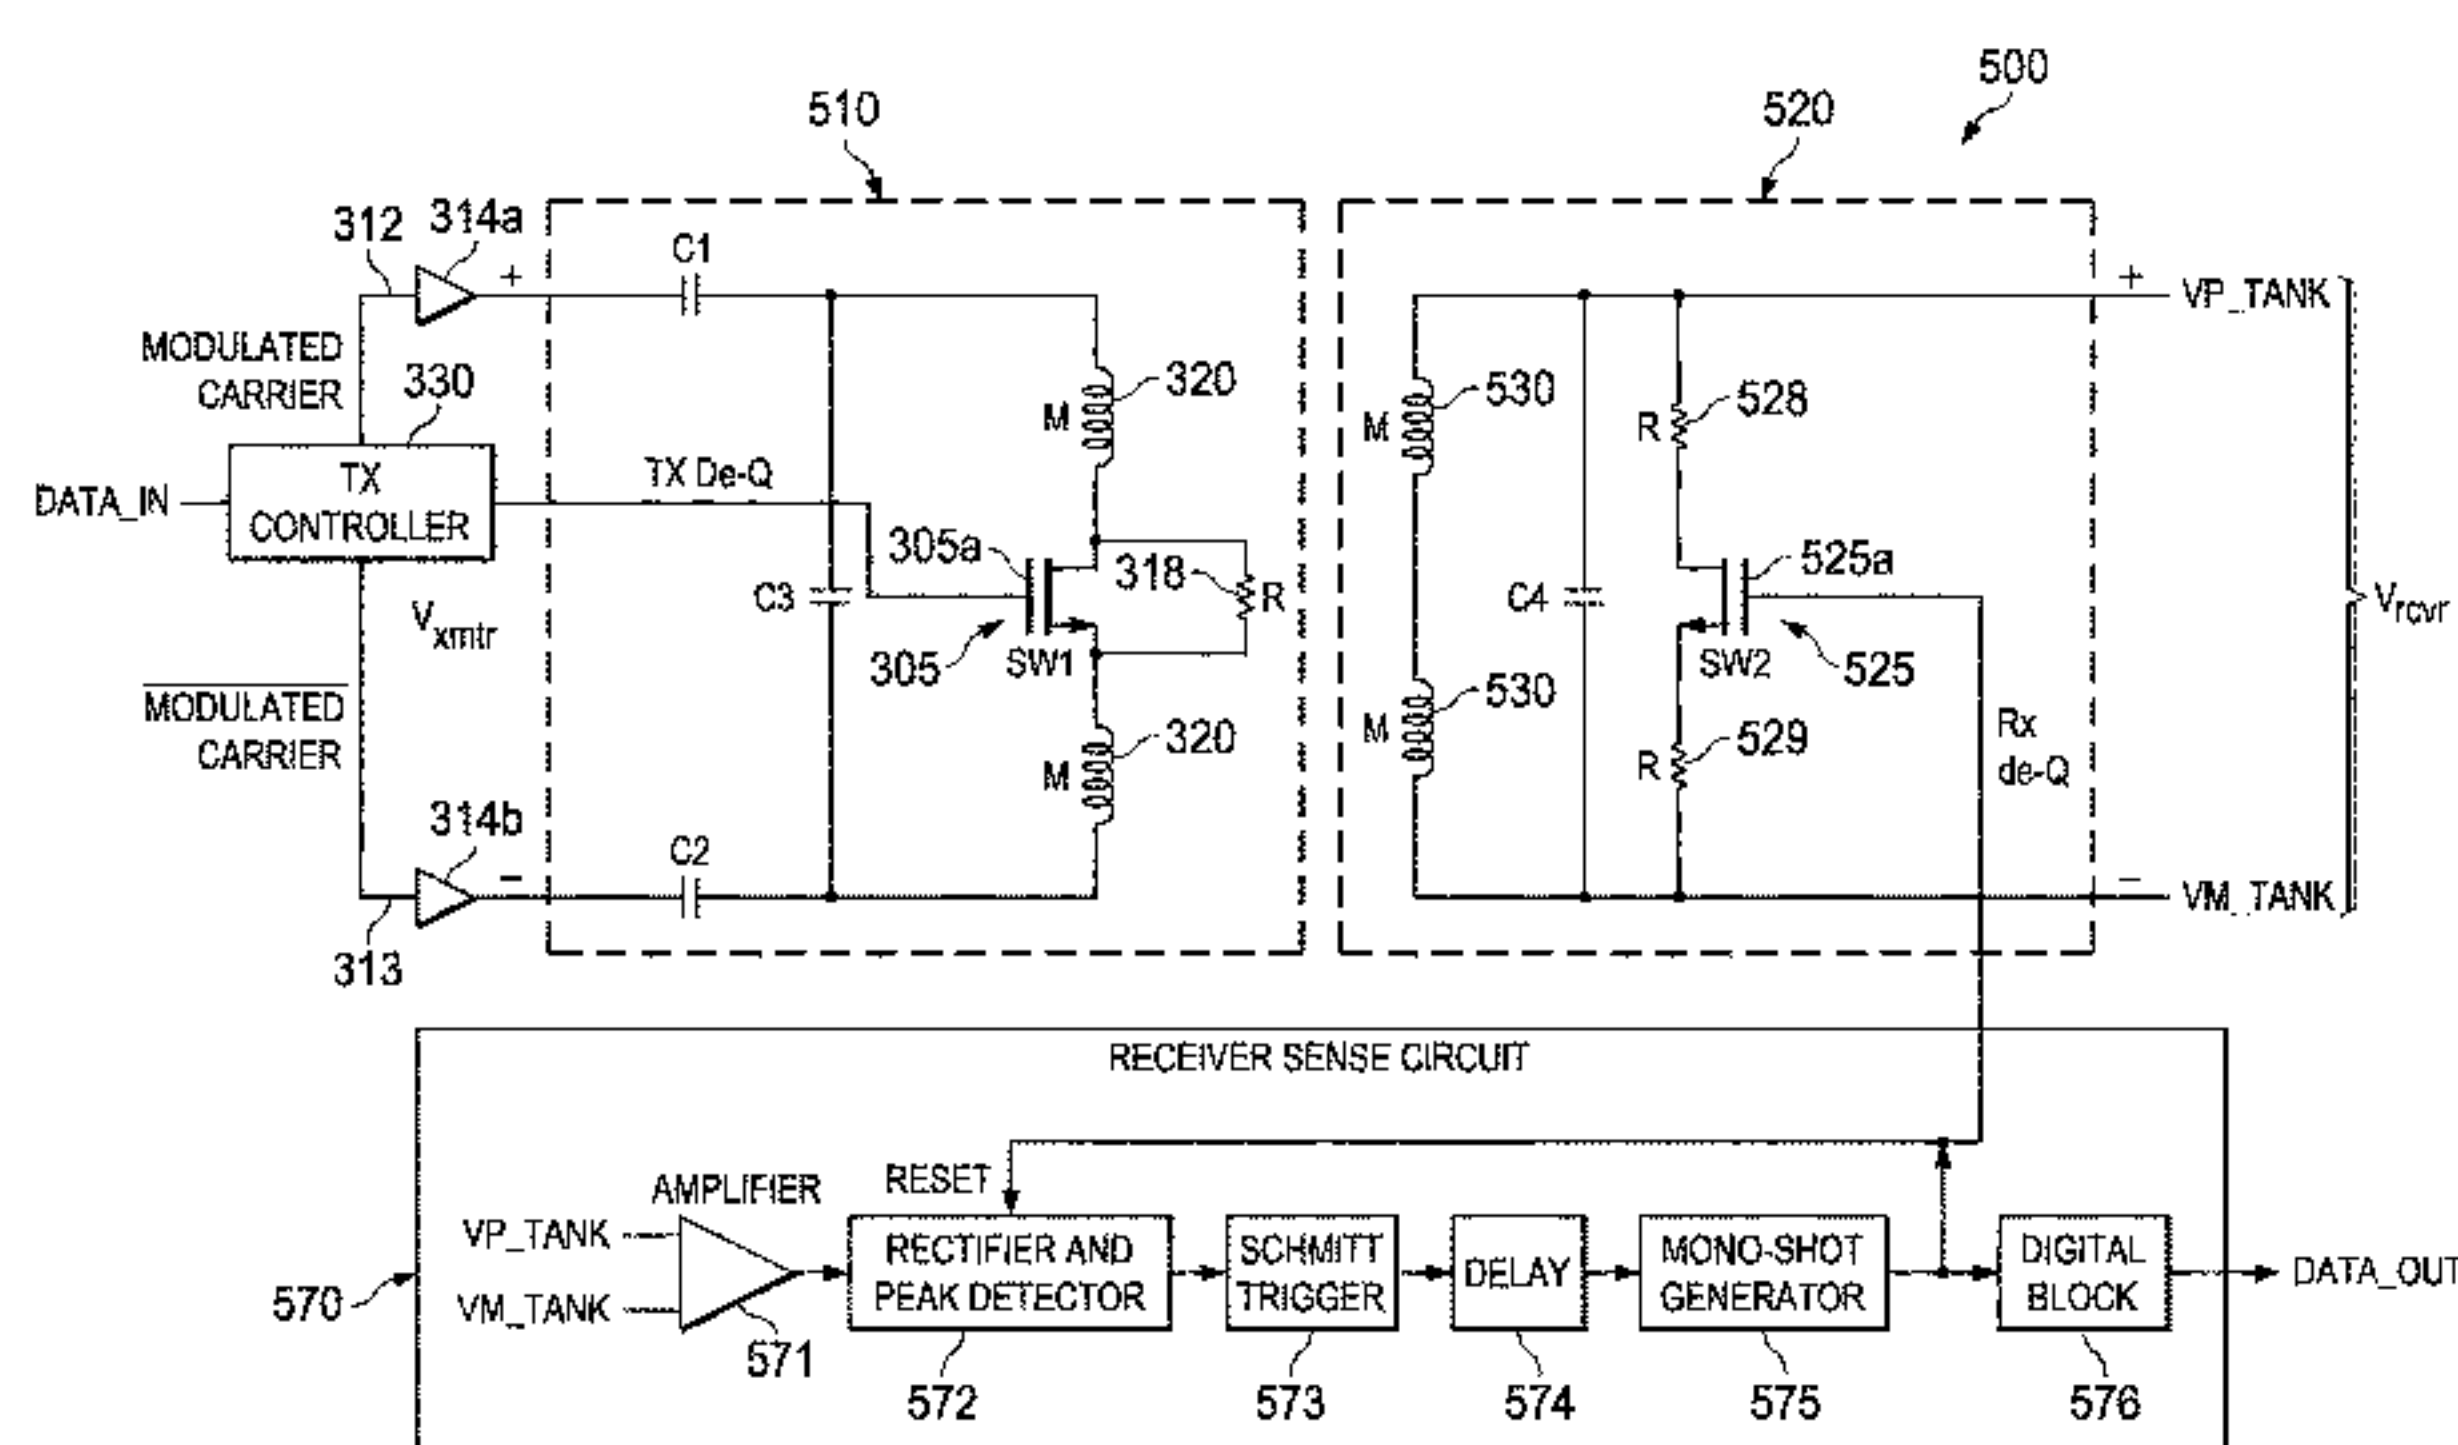 500
510
520
312
314a
+
C1
+
VP_TANK
MODULATED
CARRIER
330
M
320
M
530
R
528
DATA_IN
TX
CONTROLLER
TX De-Q
305a
318
R
525a
C3
C4
Vrcvr
Vxmtr
305
SW1
SW2
525
530
MODULATED
CARRIER
M
320
M
R
529
Rx
de-Q
314b
–
C2
–
VM_TANK
313
RECEIVER SENSE CIRCUIT
AMPLIFIER
RESET
VP_TANK
VM_TANK
RECTIFIER AND
PEAK DETECTOR
SCHMITT
TRIGGER
DELAY
MONO-SHOT
GENERATOR
DIGITAL
BLOCK
DATA_OUT
570
571
572
573
574
575
576